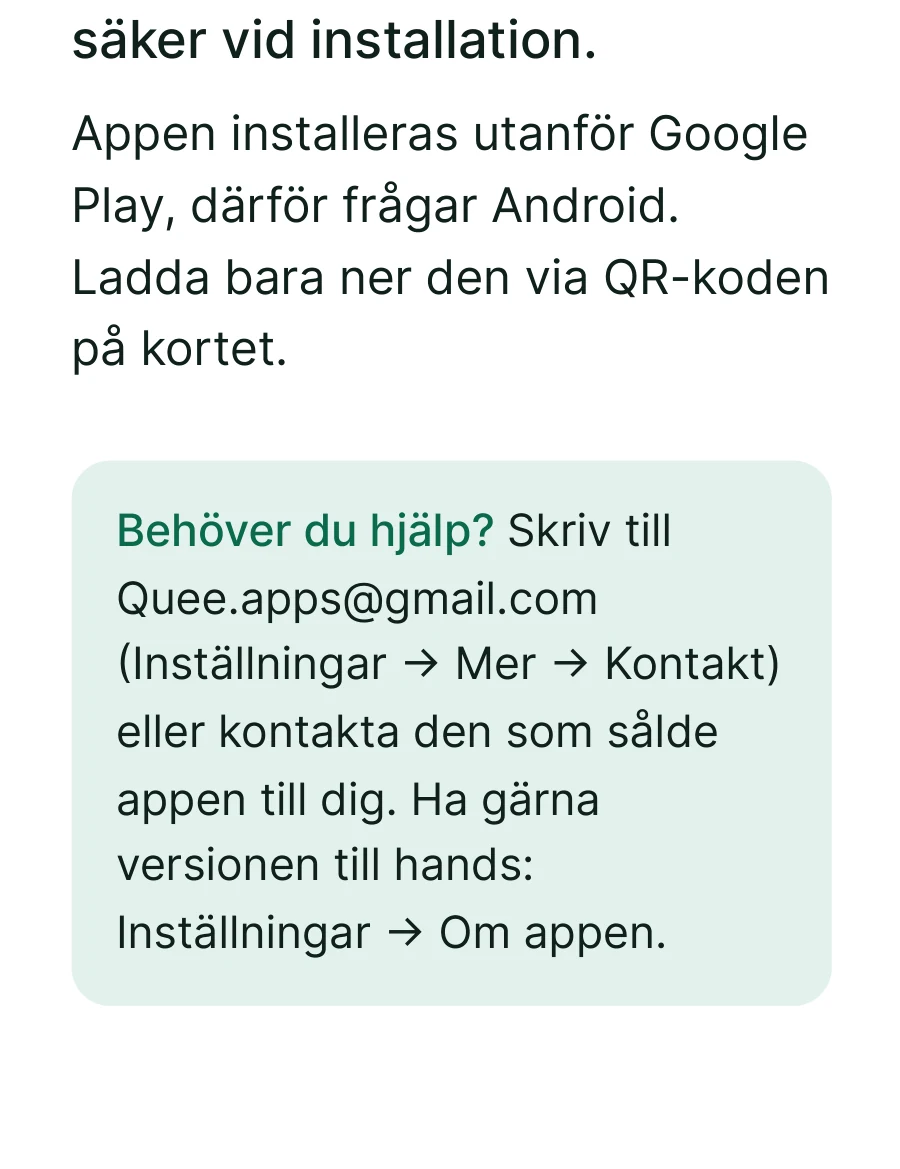 säker vid installation.
Appen installeras utanför Google
Play, därför frågar Android.
Ladda bara ner den via QR-koden
på kortet.
Behöver du hjälp? Skriv till
Quee.apps@gmail.com
(Inställningar → Mer → Kontakt)
eller kontakta den som sålde
appen till dig. Ha gärna
versionen till hands:
Inställningar → Om appen.